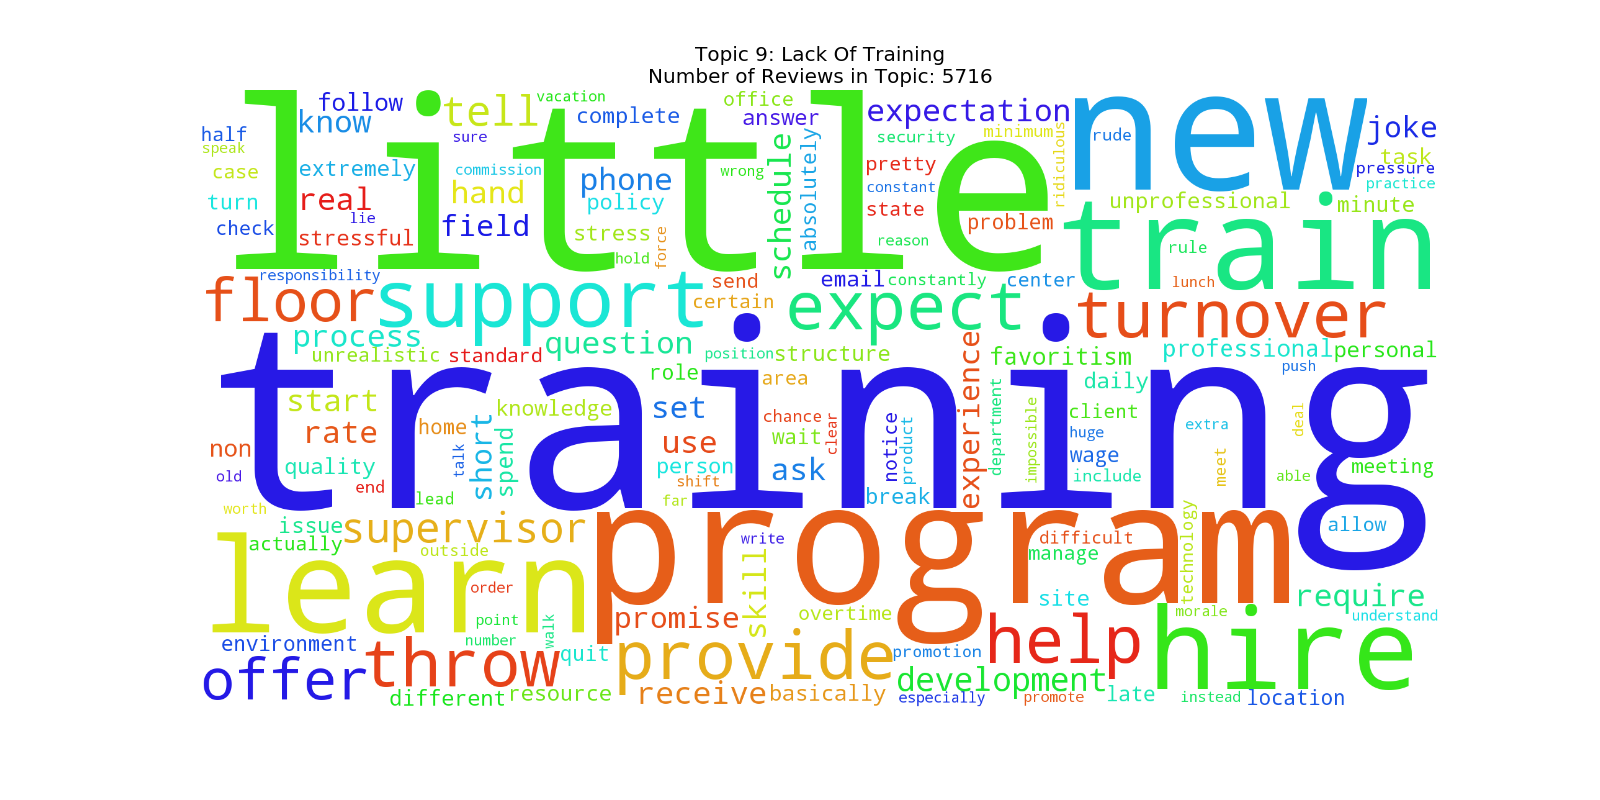 Topic 9: Lack Of Training
Number of Reviews in Topic: 5716
little
new
follow
tell
vacation
office
expectation
know
complete
answer
joke
half
sure
security
minimum
rude
speak
task
case
extremely
commission
phone
wrong
schedule
absolutely
pretty
ridiculous
pressure
practice
turn
real
hand
policy
constant
unprofessional
minute
lie
state
train
check
stressful
field
stress
force
problem
hold
reason
rule
responsibility
send
email
constantly
center
lunch
floor
support
certain
expect
turnover
process
question
unrealistic
standard
position
structure
experience
favoritism
professional
personal
training
role
area
push
start
knowledge
set
daily
department
impossible
client
deal
rate
home
short
spend
use
chance
clear
wait
notice
product
huge
extra
non
talk
wage
quality
person
ask
meet
meeting
old
end
shift
include
able
lead
far
break
worth
issue
supervisor
program
allow
actually
outside
write
difficult
technology
learn
skill
manage
order
site
require
point
promise
overtime
morale
understand
number
walk
environment
quit
provide
promotion
help
hire
offer
throw
development
different
resource
receive
basically
especially
promote
late
instead
location